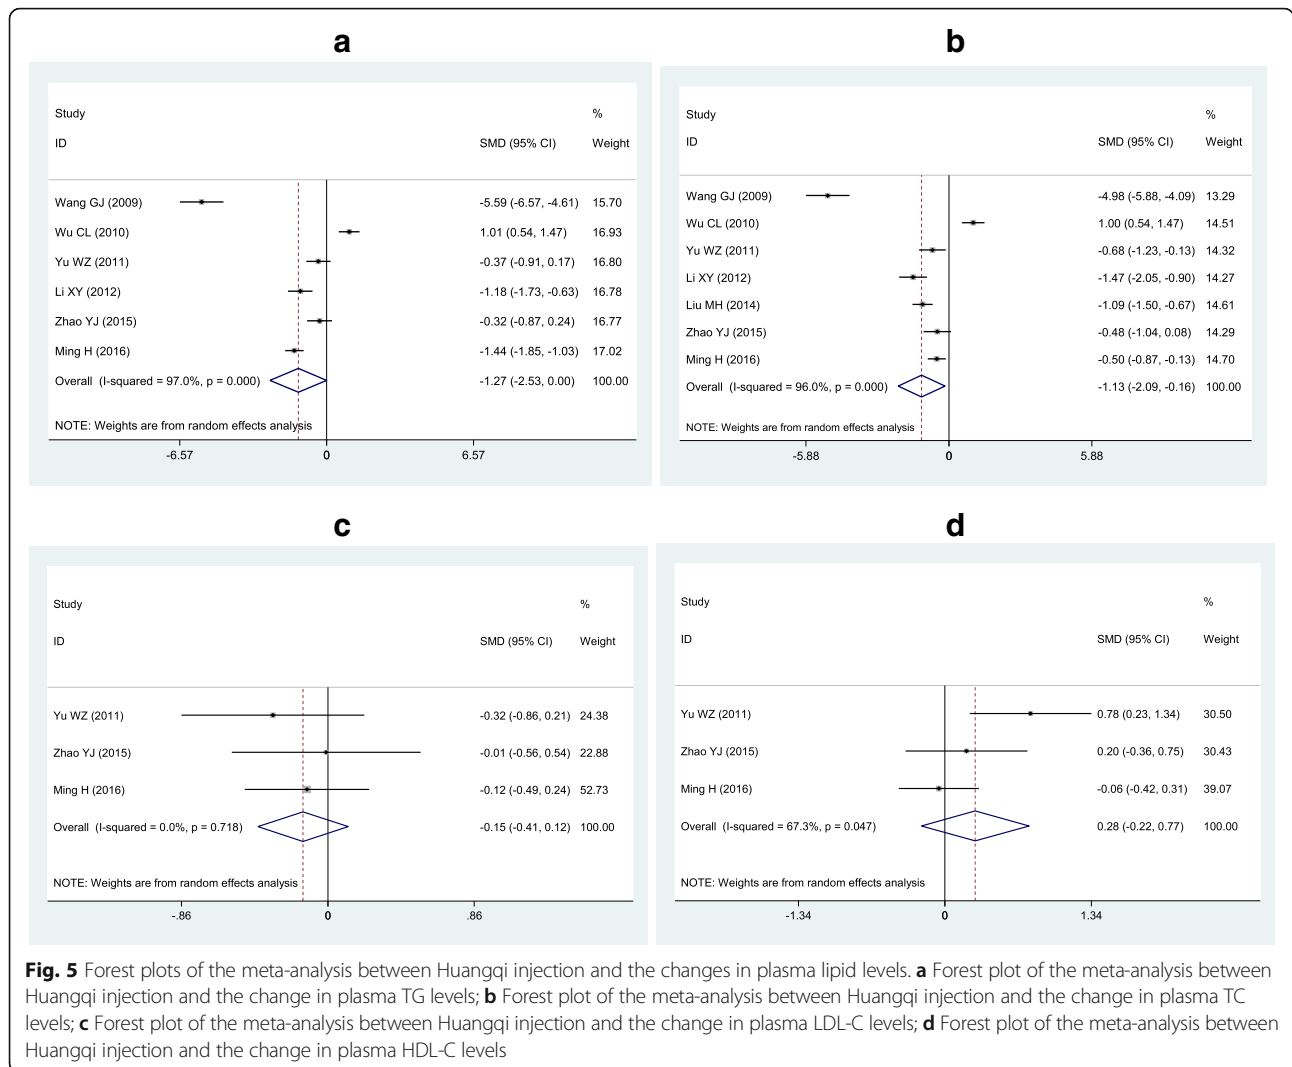 a
Study %
ID SMD (95% CI) Weight
Wang GJ (2009) -5.59 (-6.57, -4.61) 15.70
Wu CL (2010) 1.01 (0.54, 1.47) 16.93
Yu WZ (2011) -0.37 (-0.91, 0.17) 16.80
Li XY (2012) -1.18 (-1.73, -0.63) 16.78
Zhao YJ (2015) -0.32 (-0.87, 0.24) 16.77
Ming H (2016) -1.44 (-1.85, -1.03) 17.02
Overall (I-squared = 97.0%, p = 0.000) -1.27 (-2.53, 0.00) 100.00
NOTE: Weights are from random effects analysis
-6.57 0 6.57
b
Study %
ID SMD (95% CI) Weight
Wang GJ (2009) -4.98 (-5.88, -4.09) 13.29
Wu CL (2010) 1.00 (0.54, 1.47) 14.51
Yu WZ (2011) -0.68 (-1.23, -0.13) 14.32
Li XY (2012) -1.47 (-2.05, -0.90) 14.27
Liu MH (2014) -1.09 (-1.50, -0.67) 14.61
Zhao YJ (2015) -0.48 (-1.04, 0.08) 14.29
Ming H (2016) -0.50 (-0.87, -0.13) 14.70
Overall (I-squared = 96.0%, p = 0.000) -1.13 (-2.09, -0.16) 100.00
NOTE: Weights are from random effects analysis
-5.88 0 5.88
c
Study %
ID SMD (95% CI) Weight
Yu WZ (2011) -0.32 (-0.86, 0.21) 24.38
Zhao YJ (2015) -0.01 (-0.56, 0.54) 22.88
Ming H (2016) -0.12 (-0.49, 0.24) 52.73
Overall (I-squared = 0.0%, p = 0.718) -0.15 (-0.41, 0.12) 100.00
NOTE: Weights are from random effects analysis
-.86 0 .86
d
Study %
ID SMD (95% CI) Weight
Yu WZ (2011) 0.78 (0.23, 1.34) 30.50
Zhao YJ (2015) 0.20 (-0.36, 0.75) 30.43
Ming H (2016) -0.06 (-0.42, 0.31) 39.07
Overall (I-squared = 67.3%, p = 0.047) 0.28 (-0.22, 0.77) 100.00
NOTE: Weights are from random effects analysis
-1.34 0 1.34
Fig. 5 Forest plots of the meta-analysis between Huangqi injection and the changes in plasma lipid levels. a Forest plot of the meta-analysis between
Huangqi injection and the change in plasma TG levels; b Forest plot of the meta-analysis between Huangqi injection and the change in plasma TC
levels; c Forest plot of the meta-analysis between Huangqi injection and the change in plasma LDL-C levels; d Forest plot of the meta-analysis between
Huangqi injection and the change in plasma HDL-C levels